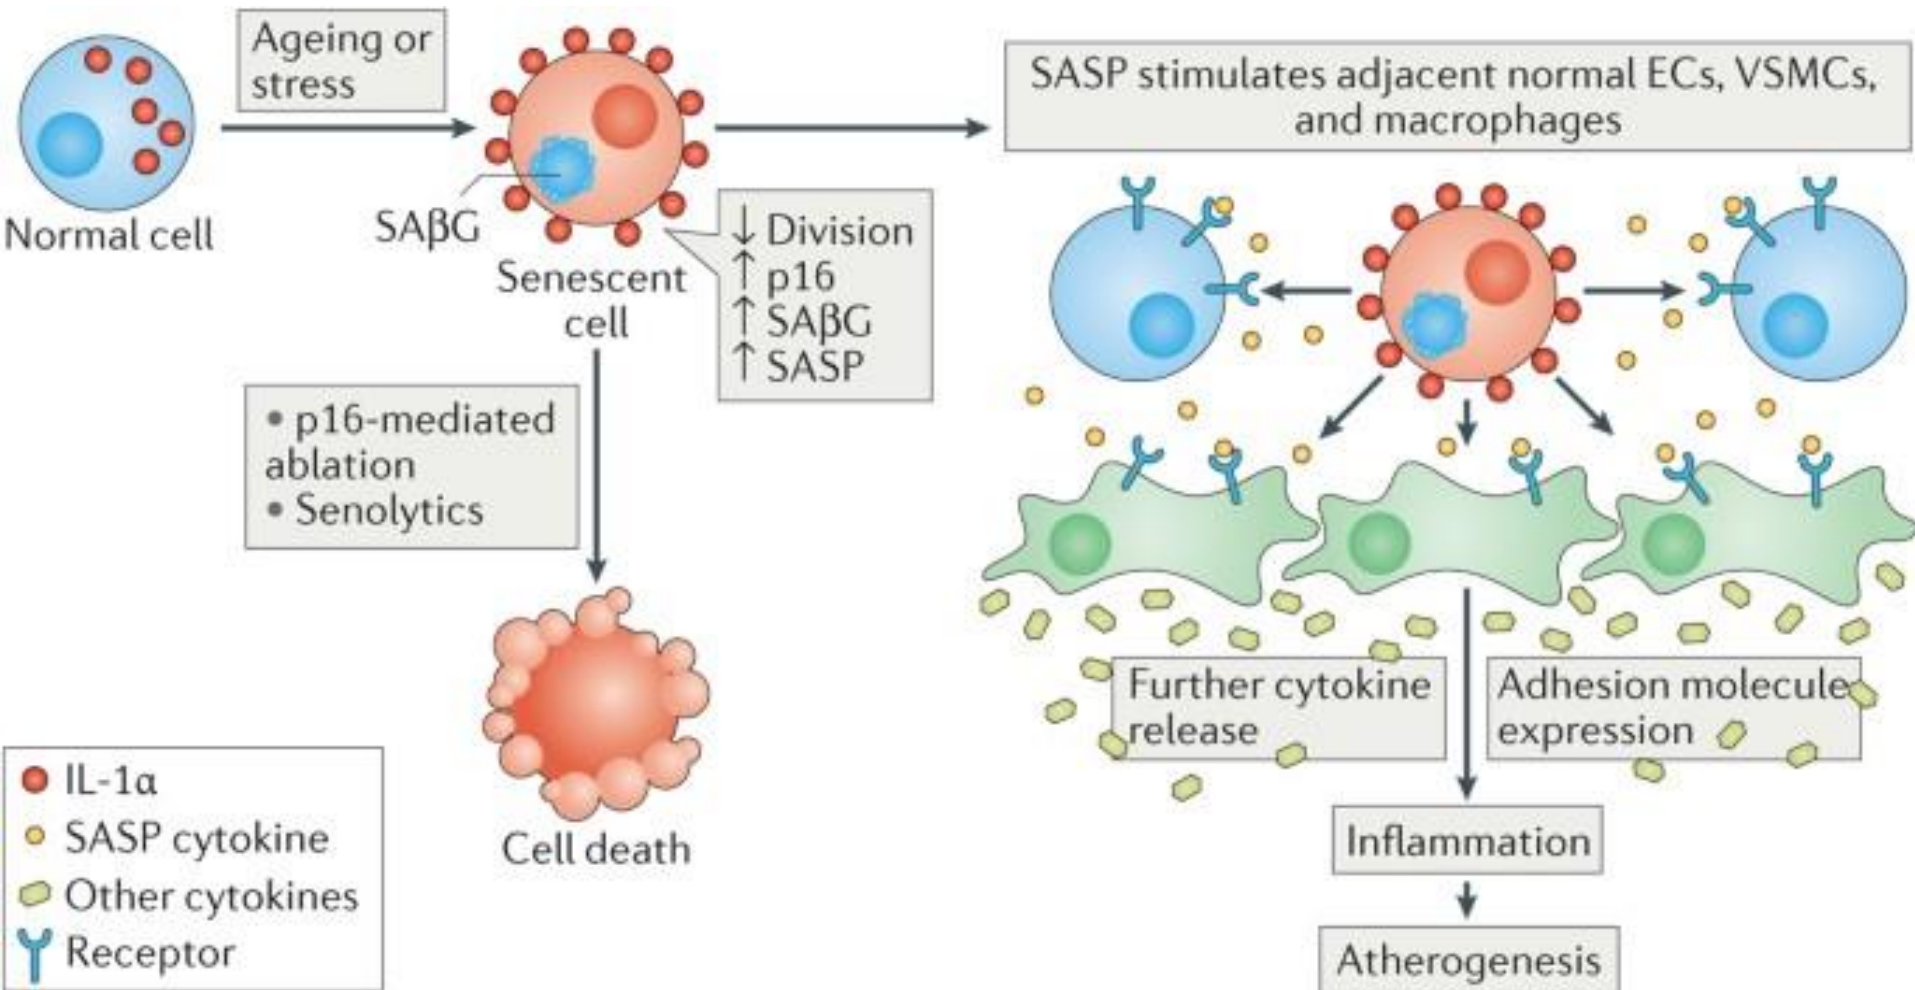 Ageing or
stress
Normal cell
SAβG
Senescent
cell
↓ Division
↑ p16
↑ SAβG
↑ SASP
• p16-mediated
ablation
• Senolytics
Cell death
SASP stimulates adjacent normal ECs, VSMCs,
and macrophages
Further cytokine
release
Adhesion molecule
expression
Inflammation
Atherogenesis
IL-1α
SASP cytokine
Other cytokines
Receptor